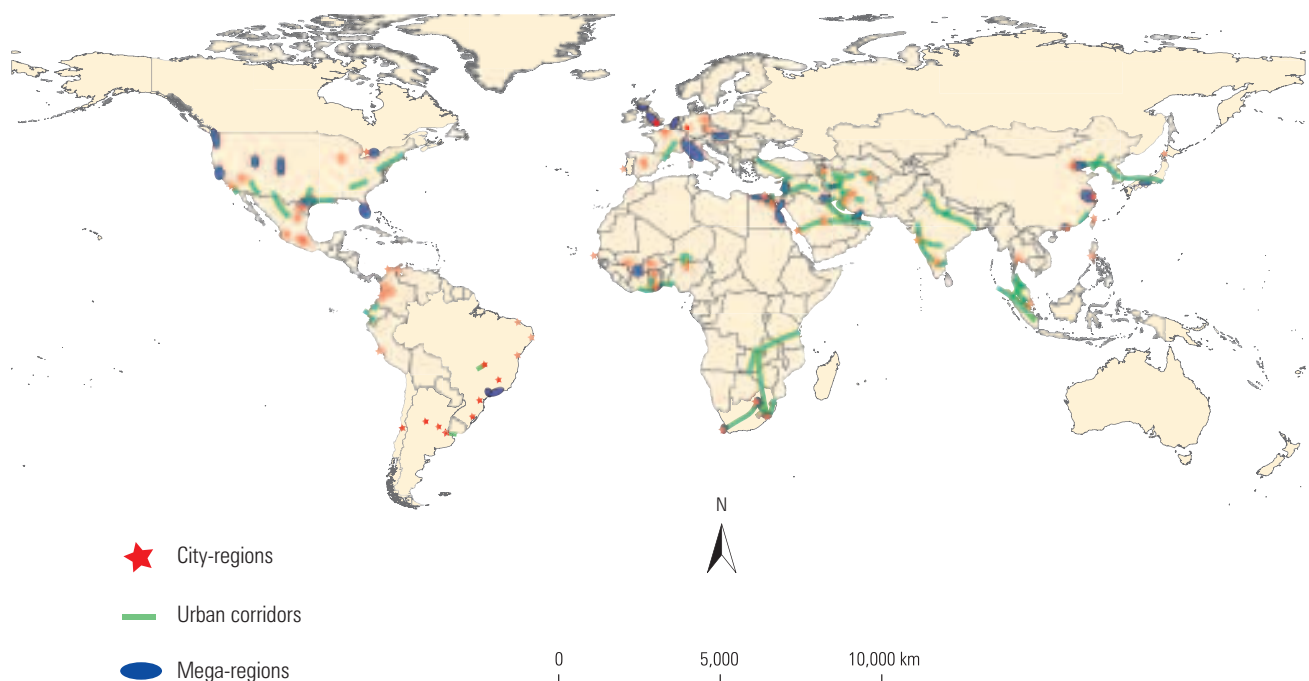 N
City-regions
Urban corridors
Mega-regions
0 5,000 10,000 km